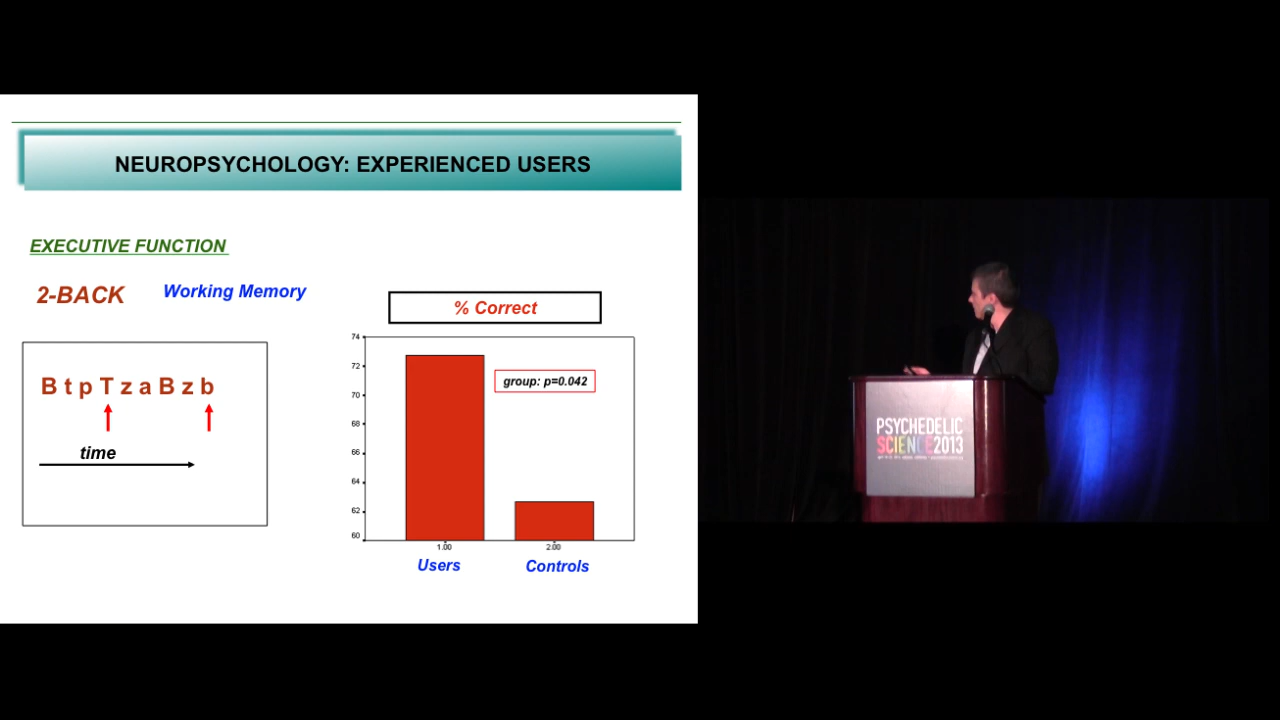 NEUROPSYCHOLOGY: EXPERIENCED USERS
EXECUTIVE FUNCTION
2-BACK
Working Memory
B t p T z a B z b
time
% Correct
74
72
70
68
66
64
62
60
group: p=0.042
1.00
2.00
Users
Controls
PSYCHEDELIC
SCIENCE2013